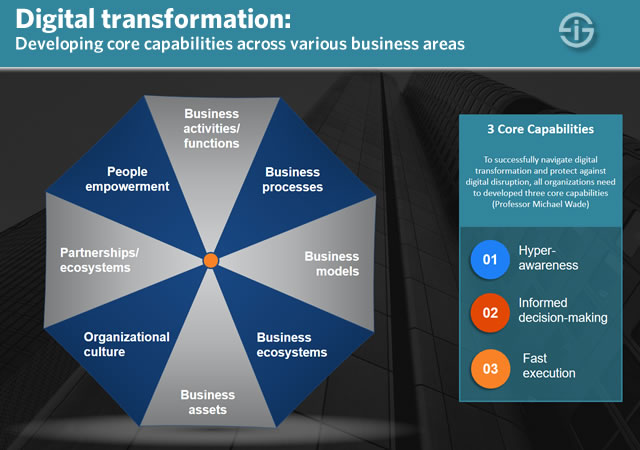 Digital transformation:
Developing core capabilities across various business areas
Business
activities/
functions
Business
processes
Business
models
Business
ecosystems
Business
assets
Organizational
culture
Partnerships/
ecosystems
People
empowerment
3 Core Capabilities
To successfully navigate digital
transformation and protect against
digital disruption, all organizations need
to developed three core capabilities
(Professor Michael Wade)
01
Hyper-
awareness
02
Informed
decision-making
03
Fast
execution